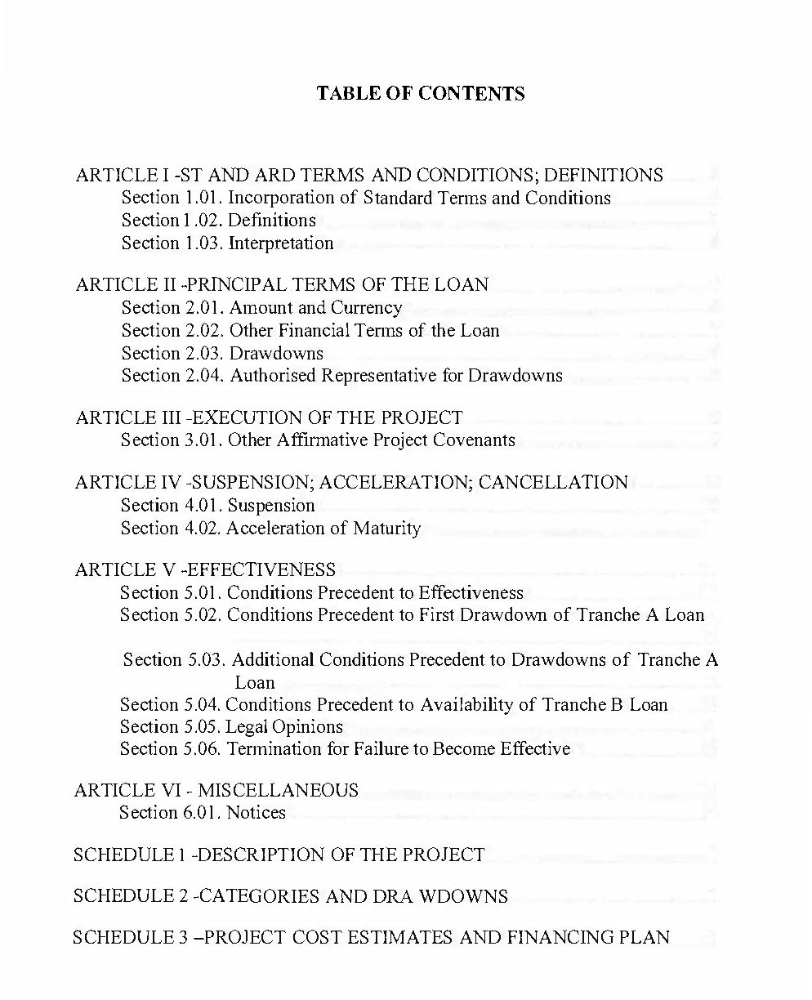 TABLE OF CONTENTS
ARTICLE I -ST AND ARD TERMS AND CONDITIONS; DEFINITIONS
Section 1.01. Incorporation of Standard Terms and Conditions
Section 1.02. Definitions
Section 1.03. Interpretation
ARTICLE II -PRINCIPAL TERMS OF THE LOAN
Section 2.01. Amount and Currency
Section 2.02. Other Financial Terms of the Loan
Section 2.03. Drawdowns
Section 2.04. Authorised Representative for Drawdowns
ARTICLE III -EXECUTION OF THE PROJECT
Section 3.01. Other Affirmative Project Covenants
ARTICLE IV -SUSPENSION; ACCELERATION; CANCELLATION
Section 4.01. Suspension
Section 4.02. Acceleration of Maturity
ARTICLE V -EFFECTIVENESS
Section 5.01. Conditions Precedent to Effectiveness
Section 5.02. Conditions Precedent to First Drawdown of Tranche A Loan
Section 5.03. Additional Conditions Precedent to Drawdowns of Tranche A
Loan
Section 5.04. Conditions Precedent to Availability of Tranche B Loan
Section 5.05. Legal Opinions
Section 5.06. Termination for Failure to Become Effective
ARTICLE VI - MISCELLANEOUS
Section 6.01. Notices
SCHEDULE 1 -DESCRIPTION OF THE PROJECT
SCHEDULE 2 -CATEGORIES AND DRA WDOWNS
SCHEDULE 3 –PROJECT COST ESTIMATES AND FINANCING PLAN